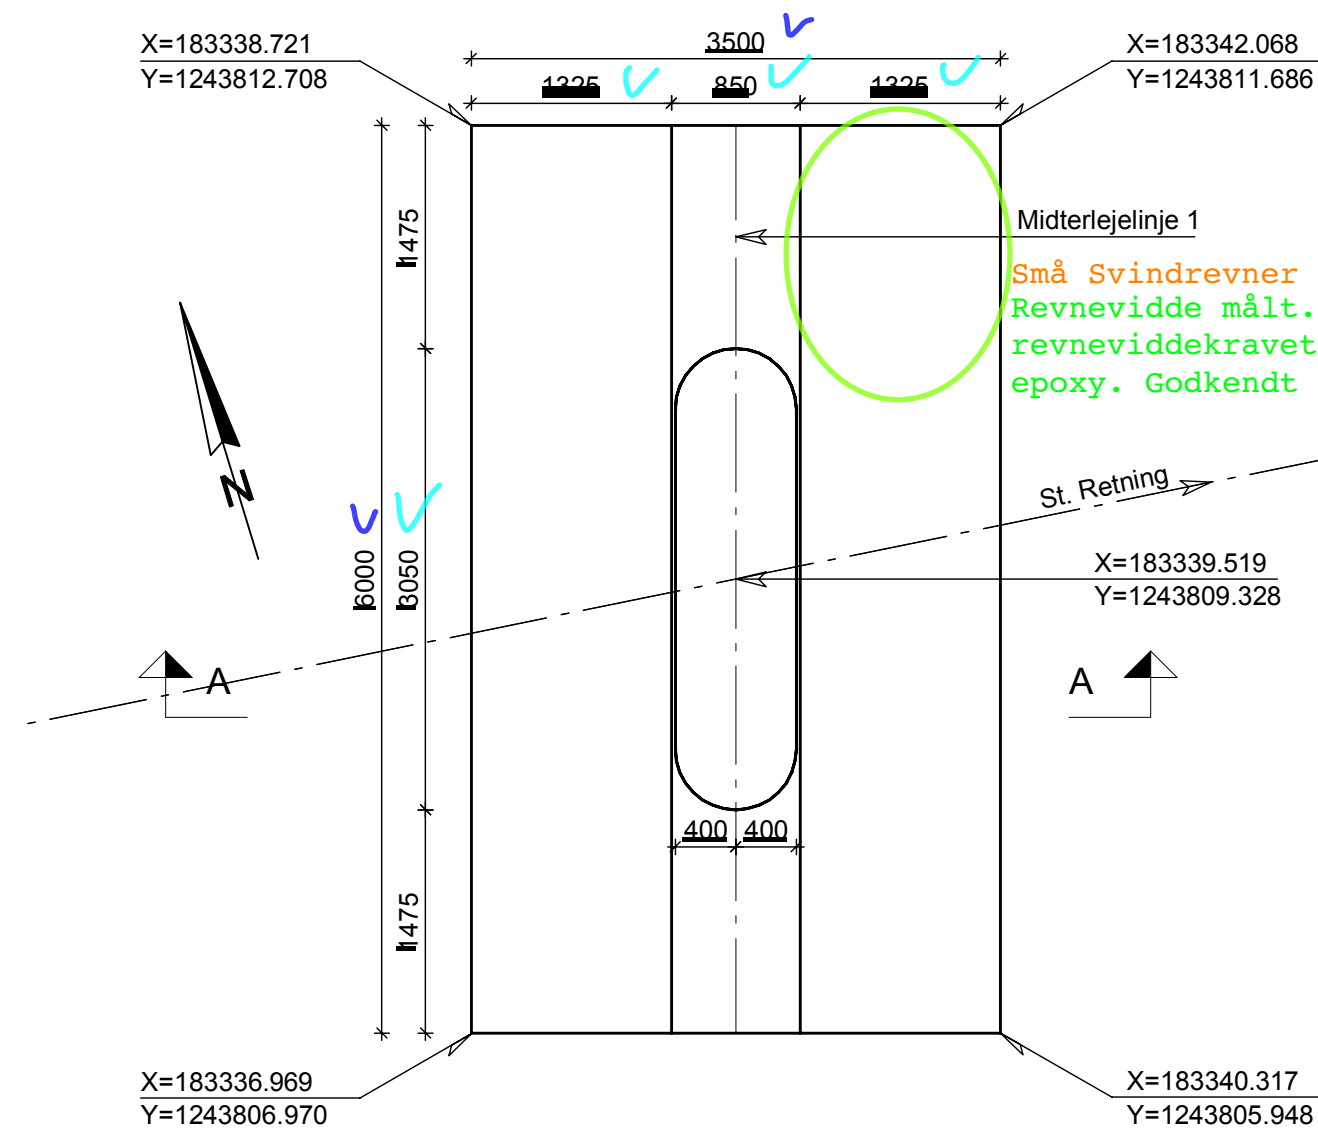 X=183338.721
Y=1243812.708
3500
X=183342.068
Y=1243811.686
1325
850
1325
1475
Midterlejelinje 1
Små Svindrevner
Revnevidde målt.
revneviddekravet
epoxy. Godkendt
N
St. Retning
6000
3050
X=183339.519
Y=1243809.328
A
A
400
400
1475
X=183336.969
Y=1243806.970
X=183340.317
Y=1243805.948